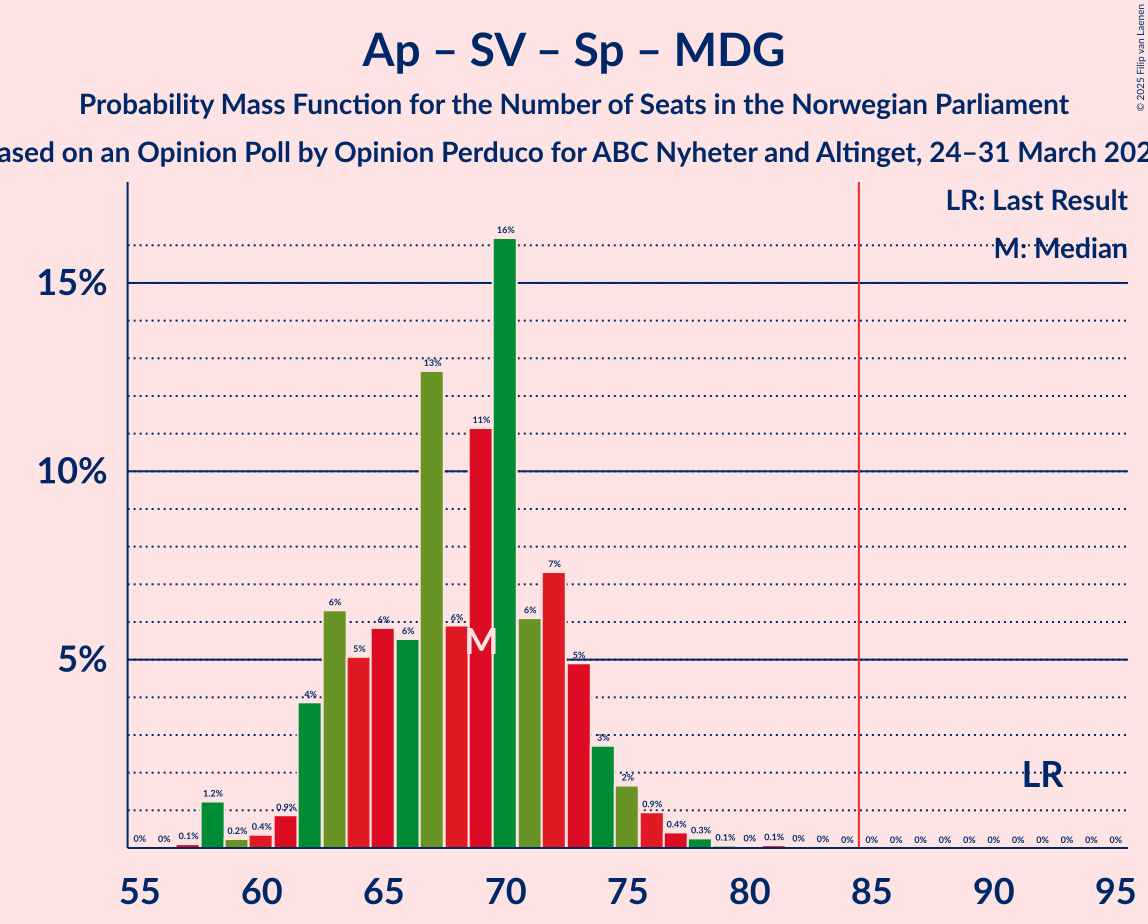 Ap – SV – Sp – MDG
Probability Mass Function for the Number of Seats in the Norwegian Parliament
ased on an Opinion Poll by Opinion Perduco for ABC Nyheter and Altinget, 24–31 March 202
© 2025 Filip van Laenen
LR: Last Result
M: Median
15%
10%
5%
0% 0% 0.1% 1.2% 0.2% 0.4% 0.9% 4% 6% 5% 6% 6% 13% 6% 11% 16% 6% 7% 5% 3% 2% 0.9% 0.4% 0.3% 0.1% 0% 0.1% 0% 0% 0% 0% 0% 0% 0% 0% 0% 0% 0% 0% 0% 0%
M
LR
55 60 65 70 75 80 85 90 95